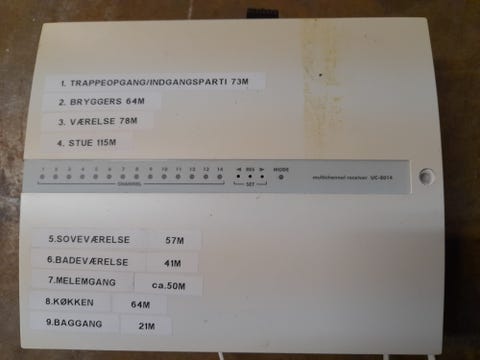 1. TRAPPEOPGANG/INDGANGSPARTI 73M
2. BRYGGERS 64M
3. VÆRELSE 78M
4. STUE 115M
1 2 3 4 5 6 7 8 9 10 11 12 13 14 ◄ RES ► MODE
CHANNEL SET multichannel receiver UC-8014
5.SOVEVÆRELSE 57M
6.BADEVÆRELSE 41M
7.MELEMGANG ca.50M
8.KØKKEN 64M
9.BAGGANG 21M